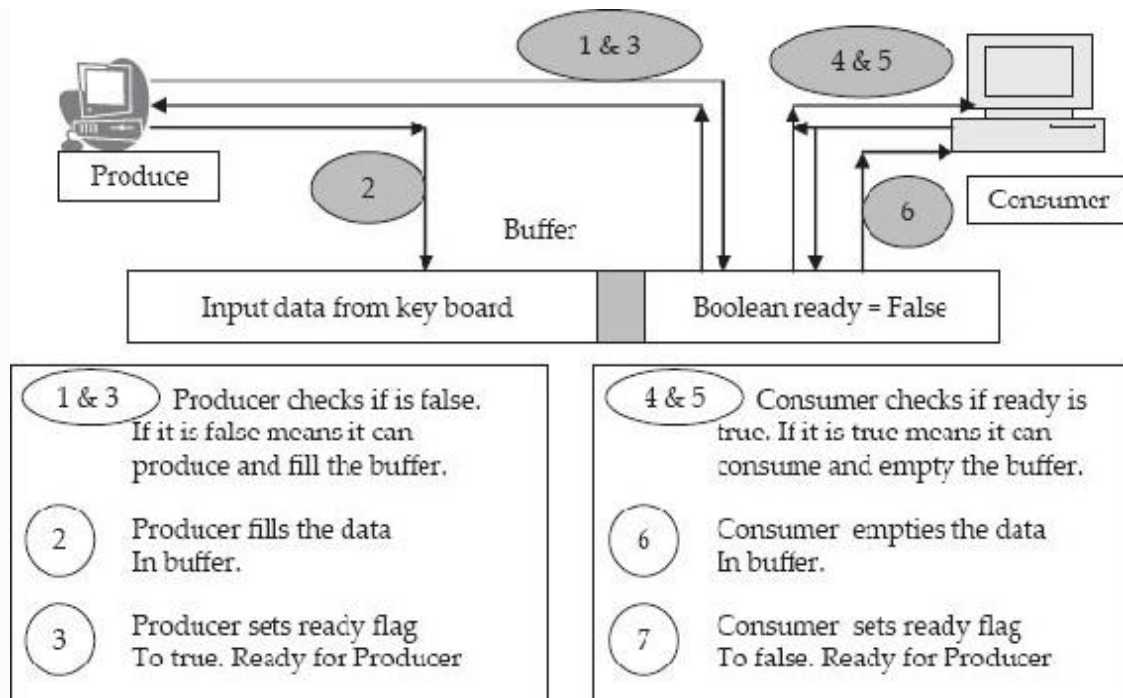 1 & 3
4 & 5
Produce
2
6
Consumer
Buffer
Input data from key board
Boolean ready = False
1 & 3 Producer checks if is false.
If it is false means it can
produce and fill the buffer.
2 Producer fills the data
In buffer.
3 Producer sets ready flag
To true. Ready for Producer
4 & 5 Consumer checks if ready is
true. If it is true means it can
consume and empty the buffer.
6 Consumer empties the data
In buffer.
7 Consumer sets ready flag
To false. Ready for Producer